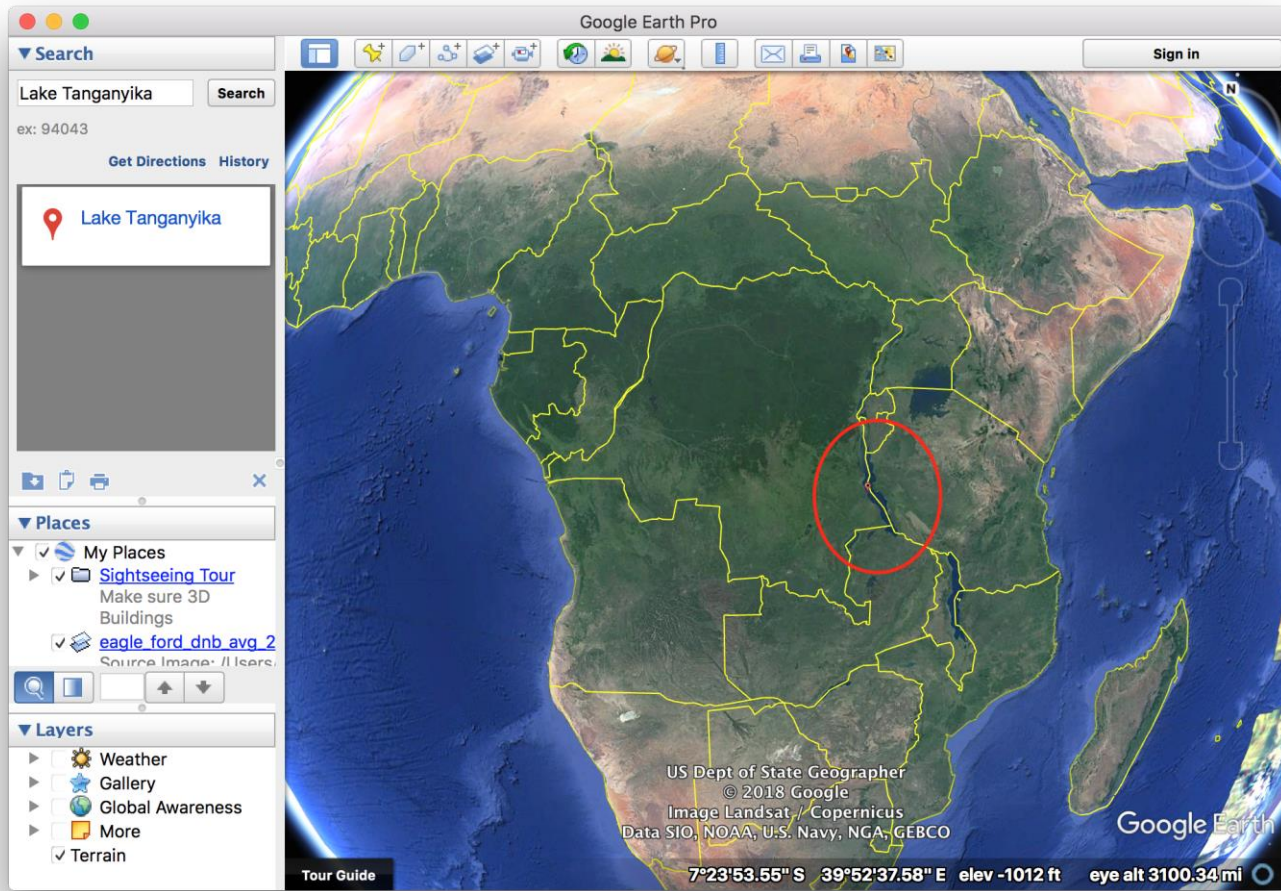 Google Earth Pro
Search
Lake Tanganyika Search
ex: 94043
Get Directions History
Lake Tanganyika
Places
My Places
Sightseeing Tour
Make sure 3D
Buildings
eagle_ford_dnb_avg_2
Source Image: /Users/
Layers
Weather
Gallery
Global Awareness
More
Terrain
Sign in
N
US Dept of State Geographer
© 2018 Google
Image Landsat / Copernicus
Data SIO, NOAA, U.S. Navy, NGA, GEBCO
Google Earth
Tour Guide 7°23'53.55" S 39°52'37.58" E elev -1012 ft eye alt 3100.34 mi